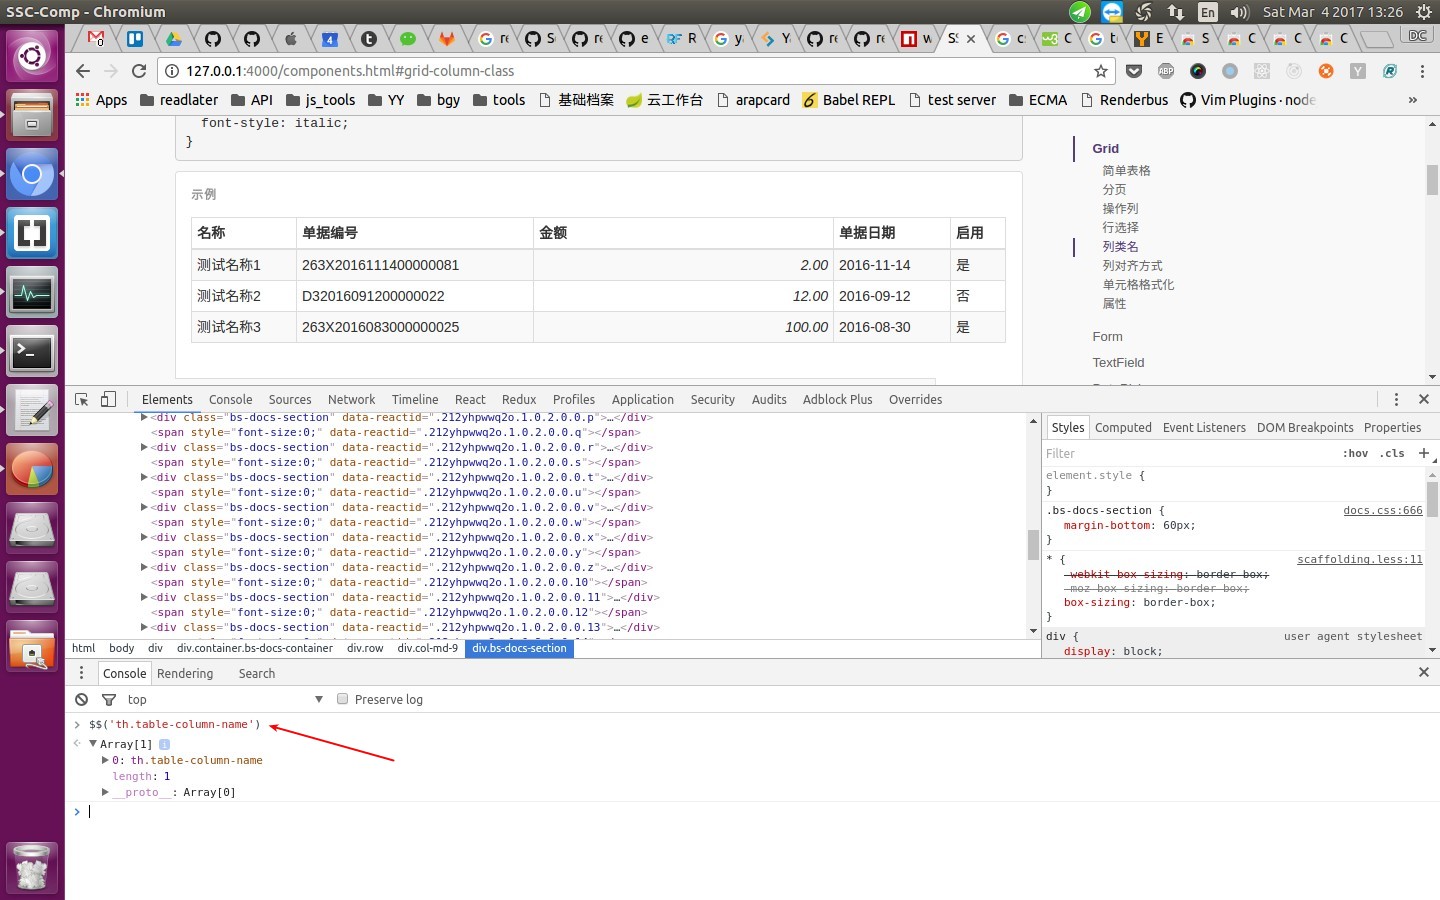 SSC-Comp - Chromium
En
Sat Mar 4 2017 13:26
DC
127.0.0.1:4000/components.html#grid-column-class
Apps readlater API js_tools YY bgy tools 基础档案 云工作台 arapcard Babel REPL test server ECMA Renderbus Vim Plugins · node
font-style: italic;
}
示例
名称 单据编号 金额 单据日期 启用
测试名称1 263X2016111400000081 2.00 2016-11-14 是
测试名称2 D32016091200000022 12.00 2016-09-12 否
测试名称3 263X2016083000000025 100.00 2016-08-30 是
Grid
简单表格
分页
操作列
行选择
列类名
列对齐方式
单元格格式化
属性
Form
TextField
Elements Console Sources Network Timeline React Redux Profiles Application Security Audits Adblock Plus Overrides
<div class="bs-docs-section" data-reactid=".212yhpwwq2o.1.0.2.0.0.p">…</div>
<span style="font-size:0;" data-reactid=".212yhpwwq2o.1.0.2.0.0.q"></span>
<div class="bs-docs-section" data-reactid=".212yhpwwq2o.1.0.2.0.0.r">…</div>
<span style="font-size:0;" data-reactid=".212yhpwwq2o.1.0.2.0.0.s"></span>
<div class="bs-docs-section" data-reactid=".212yhpwwq2o.1.0.2.0.0.t">…</div>
<span style="font-size:0;" data-reactid=".212yhpwwq2o.1.0.2.0.0.u"></span>
<div class="bs-docs-section" data-reactid=".212yhpwwq2o.1.0.2.0.0.v">…</div>
<span style="font-size:0;" data-reactid=".212yhpwwq2o.1.0.2.0.0.w"></span>
<div class="bs-docs-section" data-reactid=".212yhpwwq2o.1.0.2.0.0.x">…</div>
<span style="font-size:0;" data-reactid=".212yhpwwq2o.1.0.2.0.0.y"></span>
<div class="bs-docs-section" data-reactid=".212yhpwwq2o.1.0.2.0.0.z">…</div>
<span style="font-size:0;" data-reactid=".212yhpwwq2o.1.0.2.0.0.10"></span>
<div class="bs-docs-section" data-reactid=".212yhpwwq2o.1.0.2.0.0.11">…</div>
<span style="font-size:0;" data-reactid=".212yhpwwq2o.1.0.2.0.0.12"></span>
<div class="bs-docs-section" data-reactid=".212yhpwwq2o.1.0.2.0.0.13">…</div>
html body div div.container.bs-docs-container div.row div.col-md-9 div.bs-docs-section
Styles Computed Event Listeners DOM Breakpoints Properties
Filter :hov .cls +
element.style {
}
.bs-docs-section { docs.css:666
margin-bottom: 60px;
}
* { scaffolding.less:11
-webkit-box-sizing: border-box;
-moz-box-sizing: border-box;
box-sizing: border-box;
}
div { user agent stylesheet
display: block;
Console Rendering Search
top Preserve log
> $$('th.table-column-name')
Array[1]
0: th.table-column-name
length: 1
__proto__: Array[0]
>